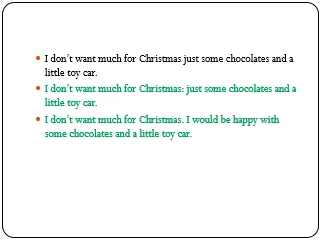 I don't want much for Christmas just some chocolates and a
little toy car.
I don't want much for Christmas: just some chocolates and a
little toy car.
I don't want much for Christmas. I would be happy with
some chocolates and a little toy car.